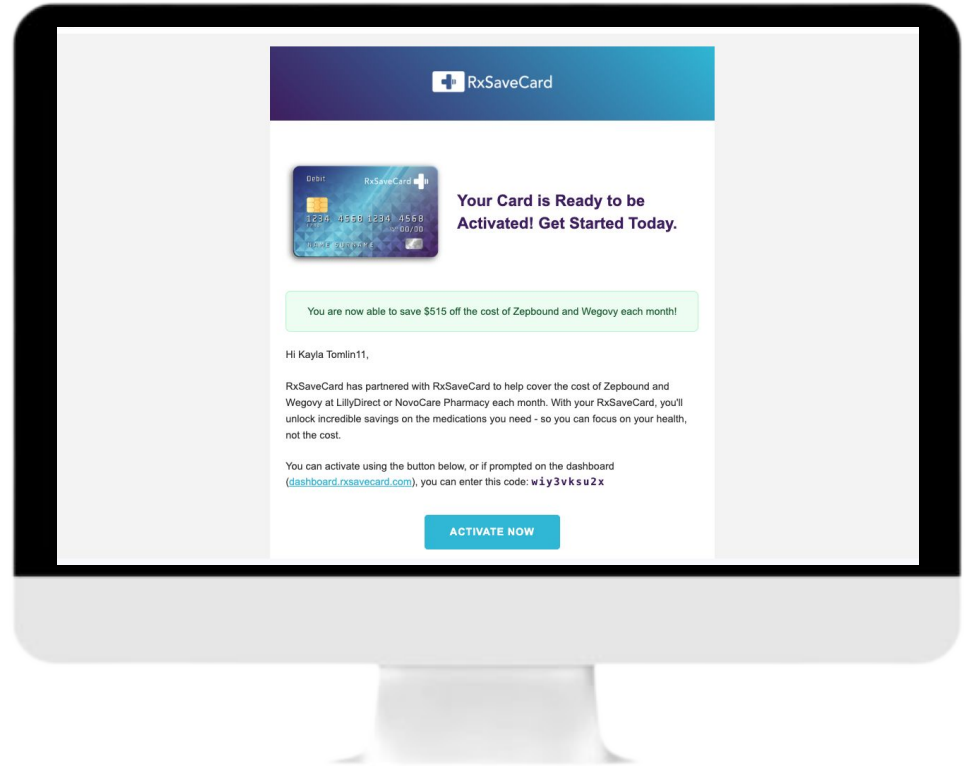 RxSaveCard
Debit
RxSaveCard
1234 4568 1234 4568
00/00
Your Card is Ready to be
Activated! Get Started Today.
You are now able to save $515 off the cost of Zepbound and Wegovy each month!
Hi Kayla Tomlin11,
RxSaveCard has partnered with RxSaveCard to help cover the cost of Zepbound and
Wegovy at LillyDirect or NovoCare Pharmacy each month. With your RxSaveCard, you'll
unlock incredible savings on the medications you need - so you can focus on your health,
not the cost.
You can activate using the button below, or if prompted on the dashboard
(dashboard.rxsavecard.com), you can enter this code: wiy3vksu2x
ACTIVATE NOW